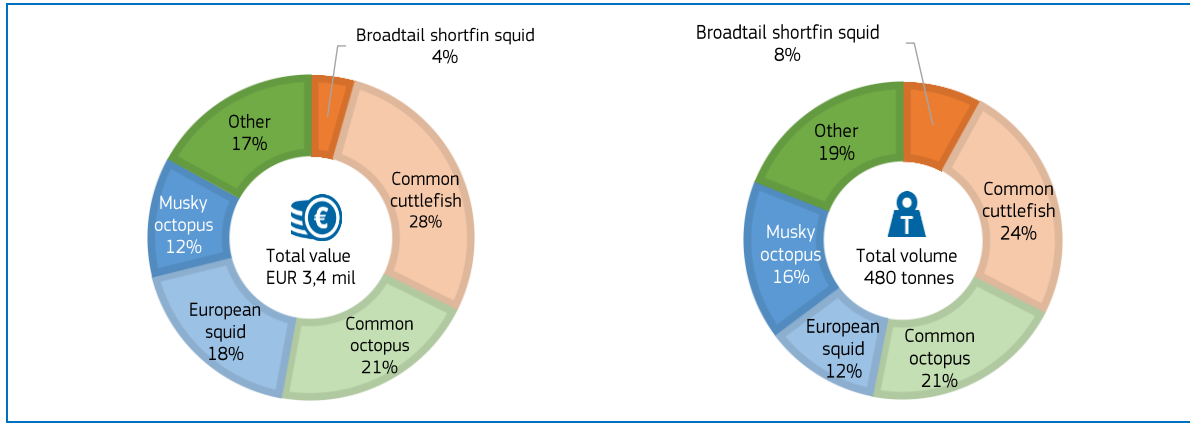 Broadtail shortfin squid
4%
Common
cuttlefish
28%
Common
octopus
21%
European
squid
18%
Musky
octopus
12%
Other
17%
€
Total value
EUR 3,4 mil
Broadtail shortfin squid
8%
Common
cuttlefish
24%
Common
octopus
21%
European
squid
12%
Musky
octopus
16%
Other
19%
T
Total volume
480 tonnes